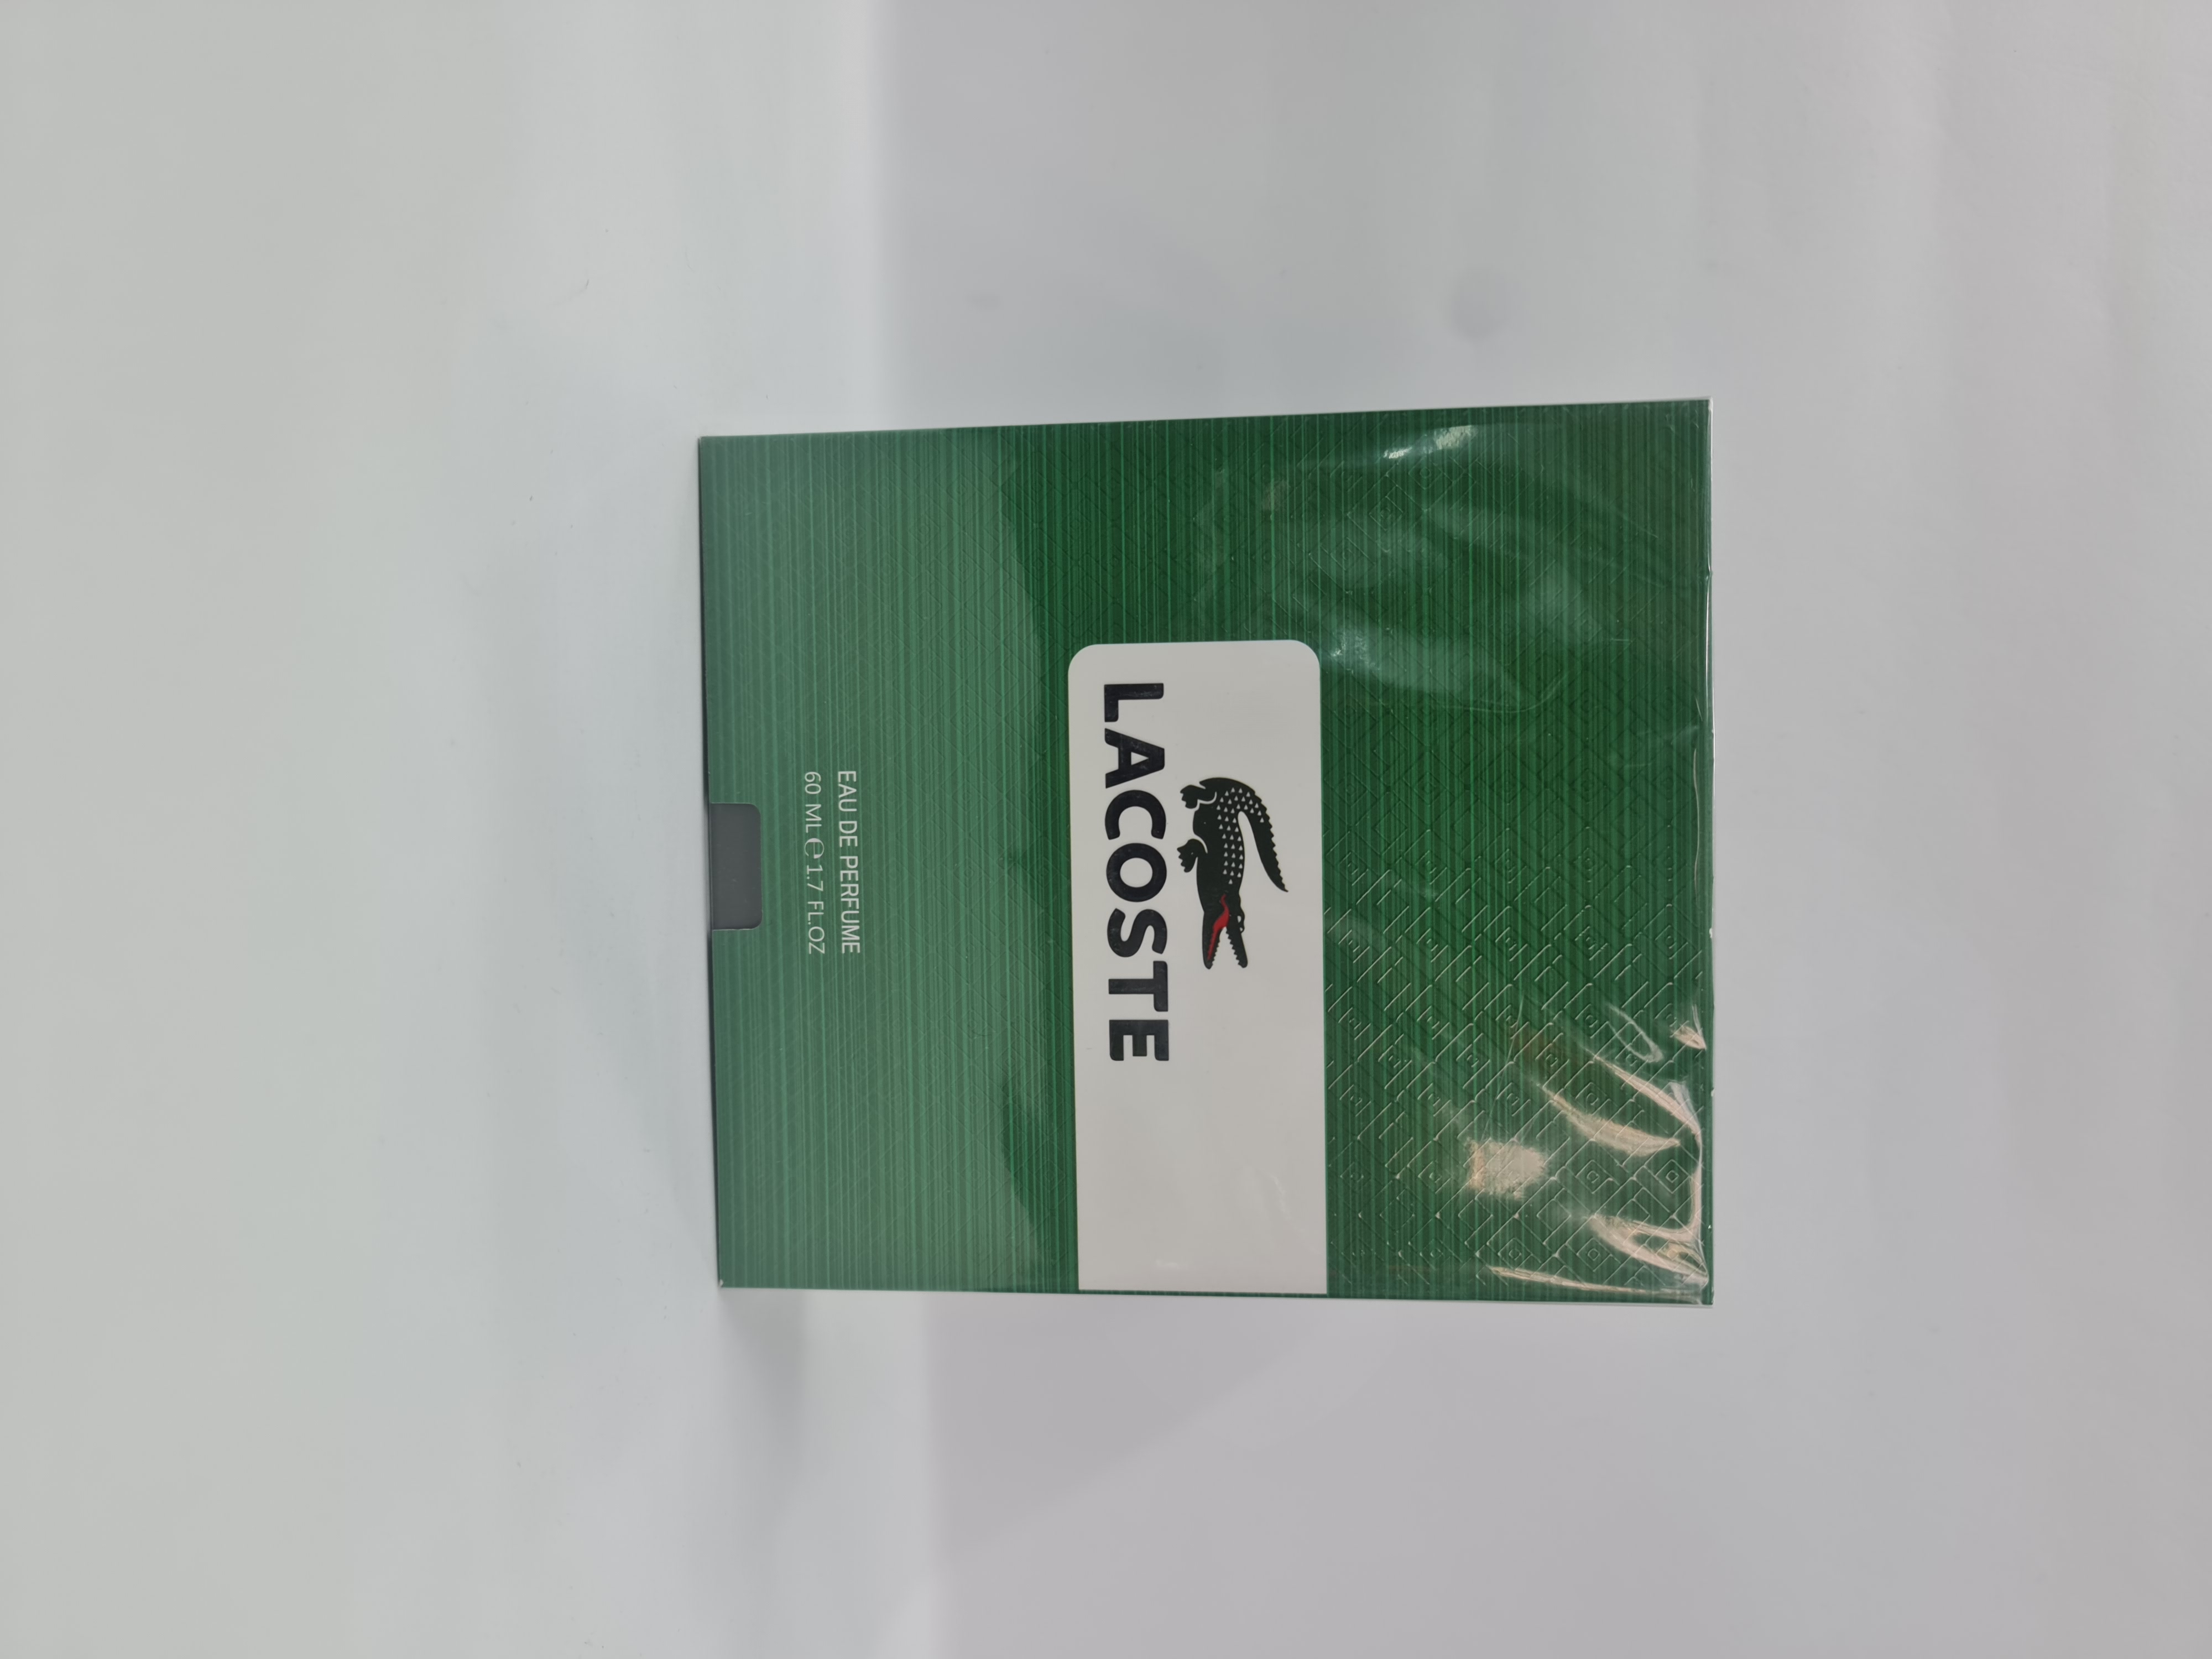 LACOSTE
EAU DE PERFUME
60 ML ℮ 1.7 FL.OZ